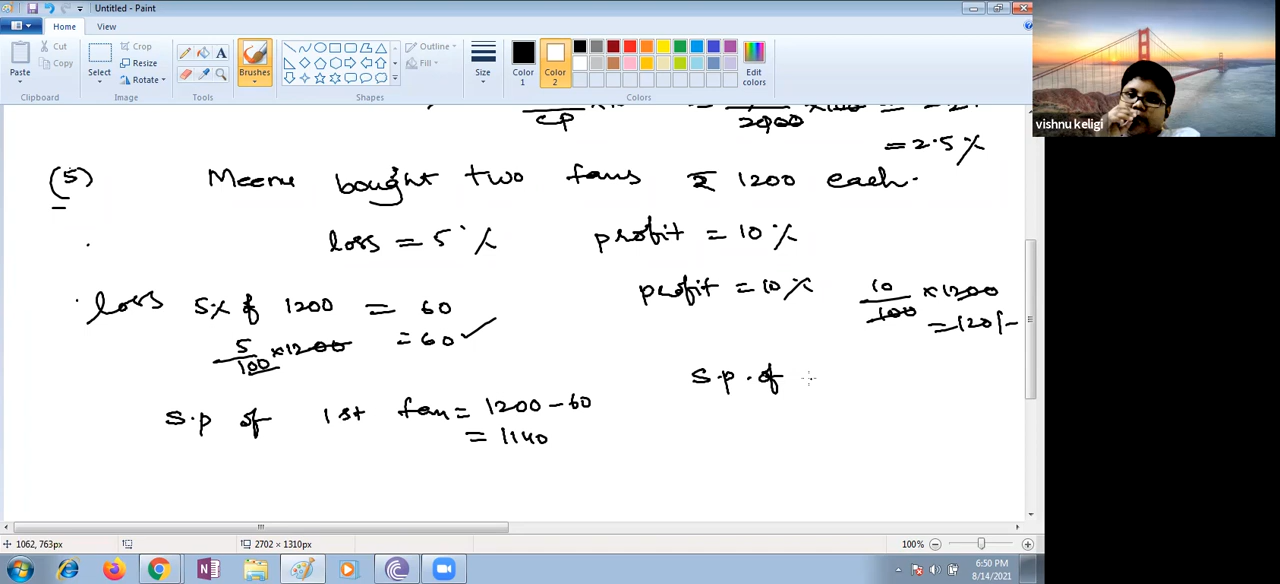 Untitled - Paint
Home View
Paste
Cut
Copy
Clipboard
Select
Crop
Resize
Rotate
Image
Tools
Brushes
Outline
Fill
Shapes
Size
Color 1
Color 2
Edit colors
Colors
vishnu keligi
CP
2000
= 2.5%
(5) Meenu bought two fans ₹ 1200 each.
loss = 5% profit = 10%
profit = 10% 10/100 × 1200
= 120/-
loss 5% of 1200 = 60
5/100 × 1200 = 60 ✓
S.p. of
S.p of 1st fan = 1200 - 60
= 1140
1062, 763px
2702 × 1310px
100%
6:50 PM
8/14/2021